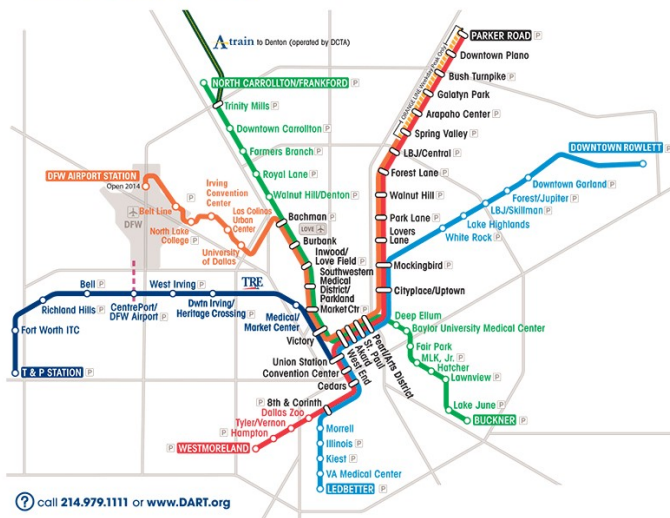 A train to Denton (operated by DCTA)
PARKER ROAD P
Downtown Plano
Bush Turnpike P
Galatyn Park
Arapaho Center P
Spring Valley P
LBJ/Central P
Forest Lane P
Walnut Hill P
Park Lane P
Lovers
Lane
Mockingbird P
Cityplace/Uptown
ORANGE LINE Weekday Peak Only
NORTH CARROLLTON/FRANKFORD P
Trinity Mills P
Downtown Carrollton P
Farmers Branch P
Royal Lane P
Walnut Hill/Denton P
Bachman P
LOVE
Burbank
Inwood/
Love Field P
Southwestern
Medical
District/
Parkland
Market Ctr P
Victory
DOWNTOWN ROWLETT P
Downtown Garland P
Forest/Jupiter P
LBJ/Skillman P
Lake Highlands
White Rock P
DFW AIRPORT STATION
Open 2014
DFW
Belt Line P
North Lake
College P
Irving
Convention
Center
Las Colinas
Urban
Center
University
of Dallas
TRE
Bell P
West Irving P
Richland Hills P
CentrePort/
DFW Airport P
Dwtn Irving/
Heritage Crossing P
Medical/
Market Center
Fort Worth ITC
T & P STATION P
Union Station
Convention Center
Cedars
West End
Akard
St. Paul
Pearl/Arts District
Deep Ellum
Baylor University Medical Center
Fair Park
MLK, Jr. P
Hatcher
Lawnview P
Lake June P
BUCKNER P
P 8th & Corinth
Dallas Zoo
Tyler/Vernon
P Hampton
P WESTMORELAND
Morrell
Illinois P
Kiest P
VA Medical Center
LEDBETTER P
? call 214.979.1111 or www.DART.org